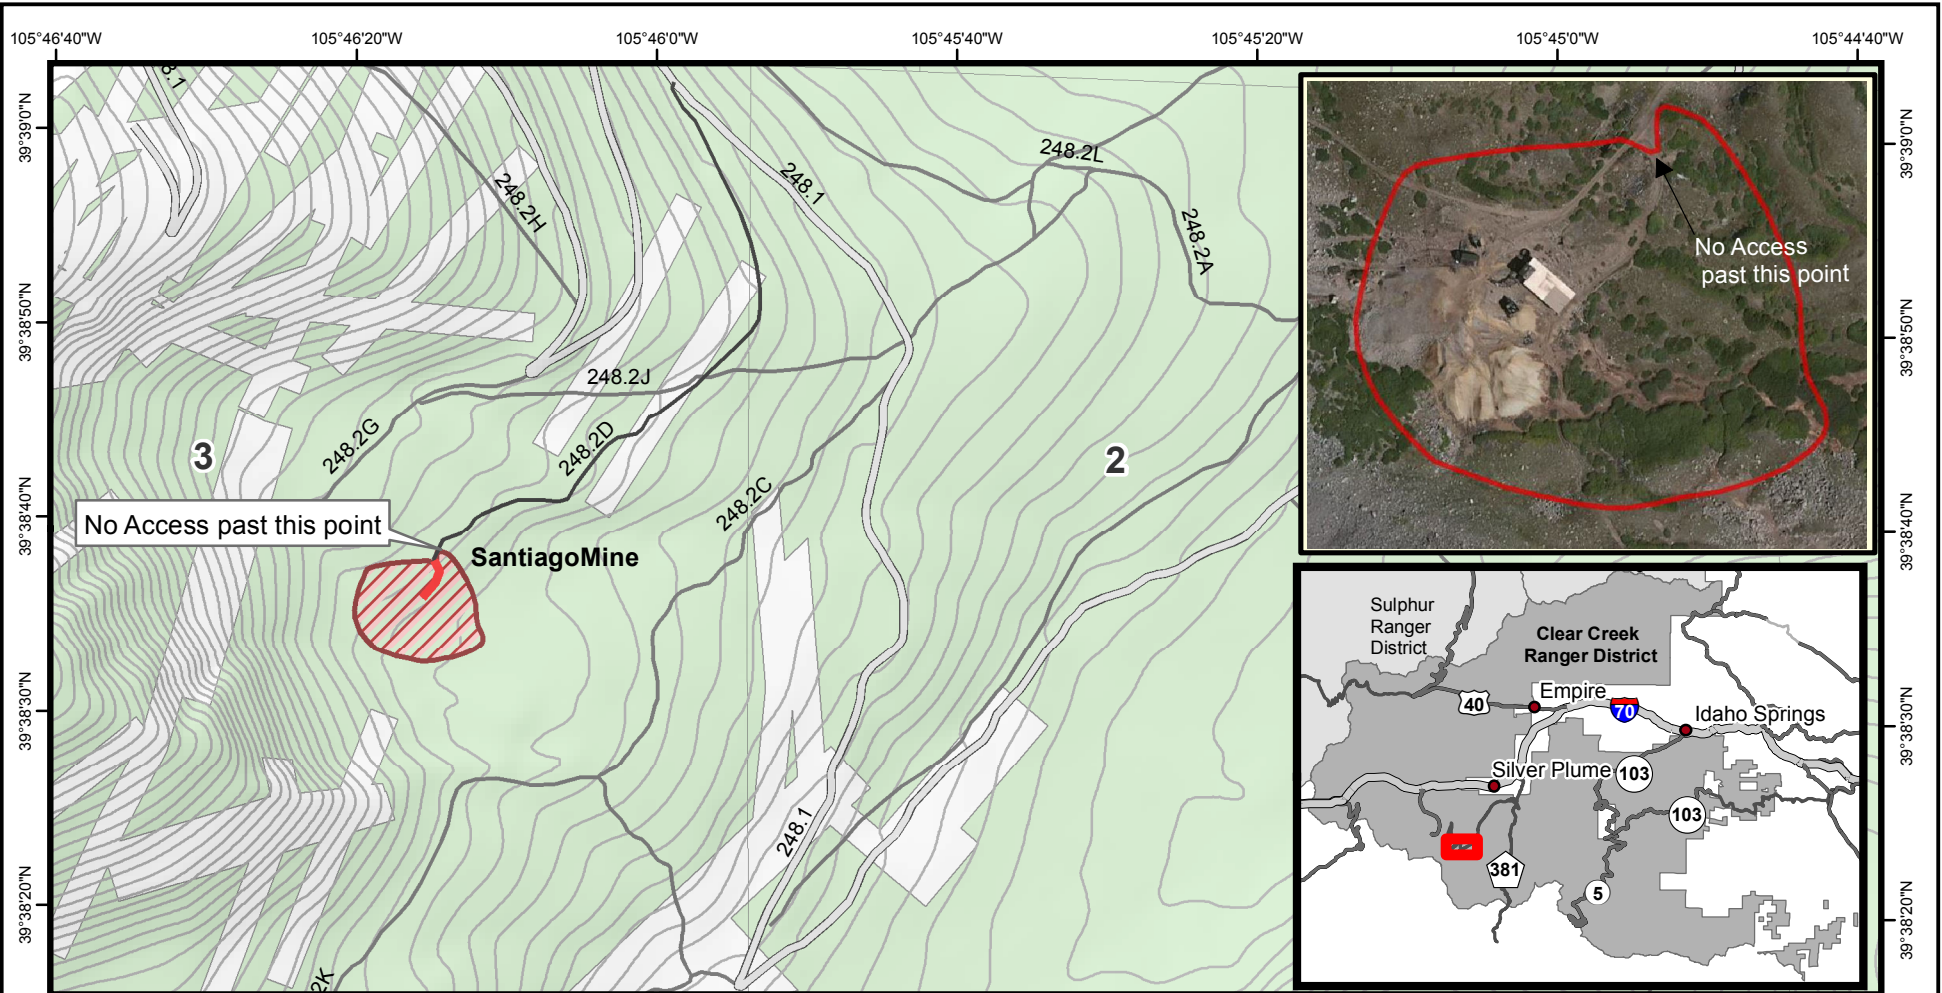 105°46'40"W
105°46'20"W
105°46'0"W
105°45'40"W
105°45'20"W
105°45'0"W
105°44'40"W
39°39'0"N
39°38'50"N
39°38'40"N
39°38'30"N
39°38'20"N
39°39'0"N
39°38'50"N
39°38'40"N
39°38'30"N
39°38'20"N
8.1
248.2H
248.1
248.2L
248.2A
248.2J
248.2G
248.2D
248.2C
3
2
No Access past this point
SantiagoMine
248.1
2K
No Access
past this point
Sulphur
Ranger
District
Clear Creek
Ranger District
40
Empire
70
Idaho Springs
Silver Plume
103
103
381
5